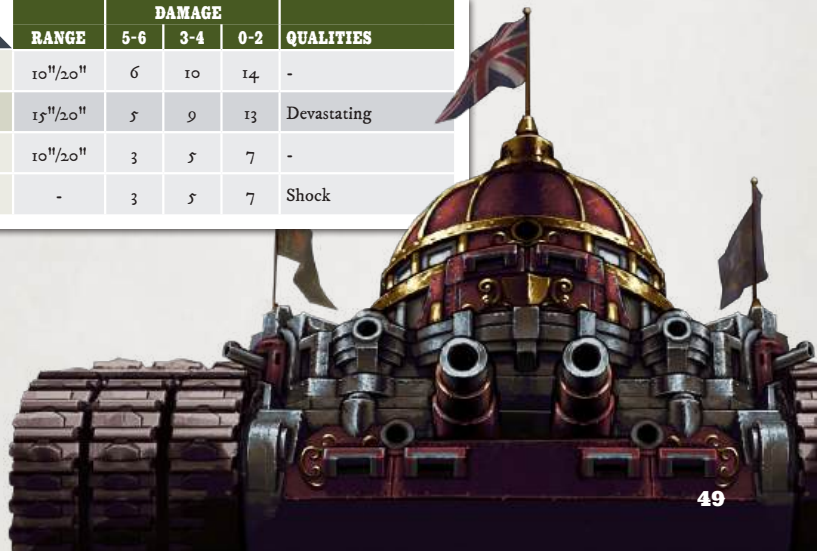 DAMAGE
RANGE 5-6 3-4 0-2 QUALITIES
10"/20" 6 10 14 -
15"/20" 5 9 13 Devastating
10"/20" 3 5 7 -
- 3 5 7 Shock
49